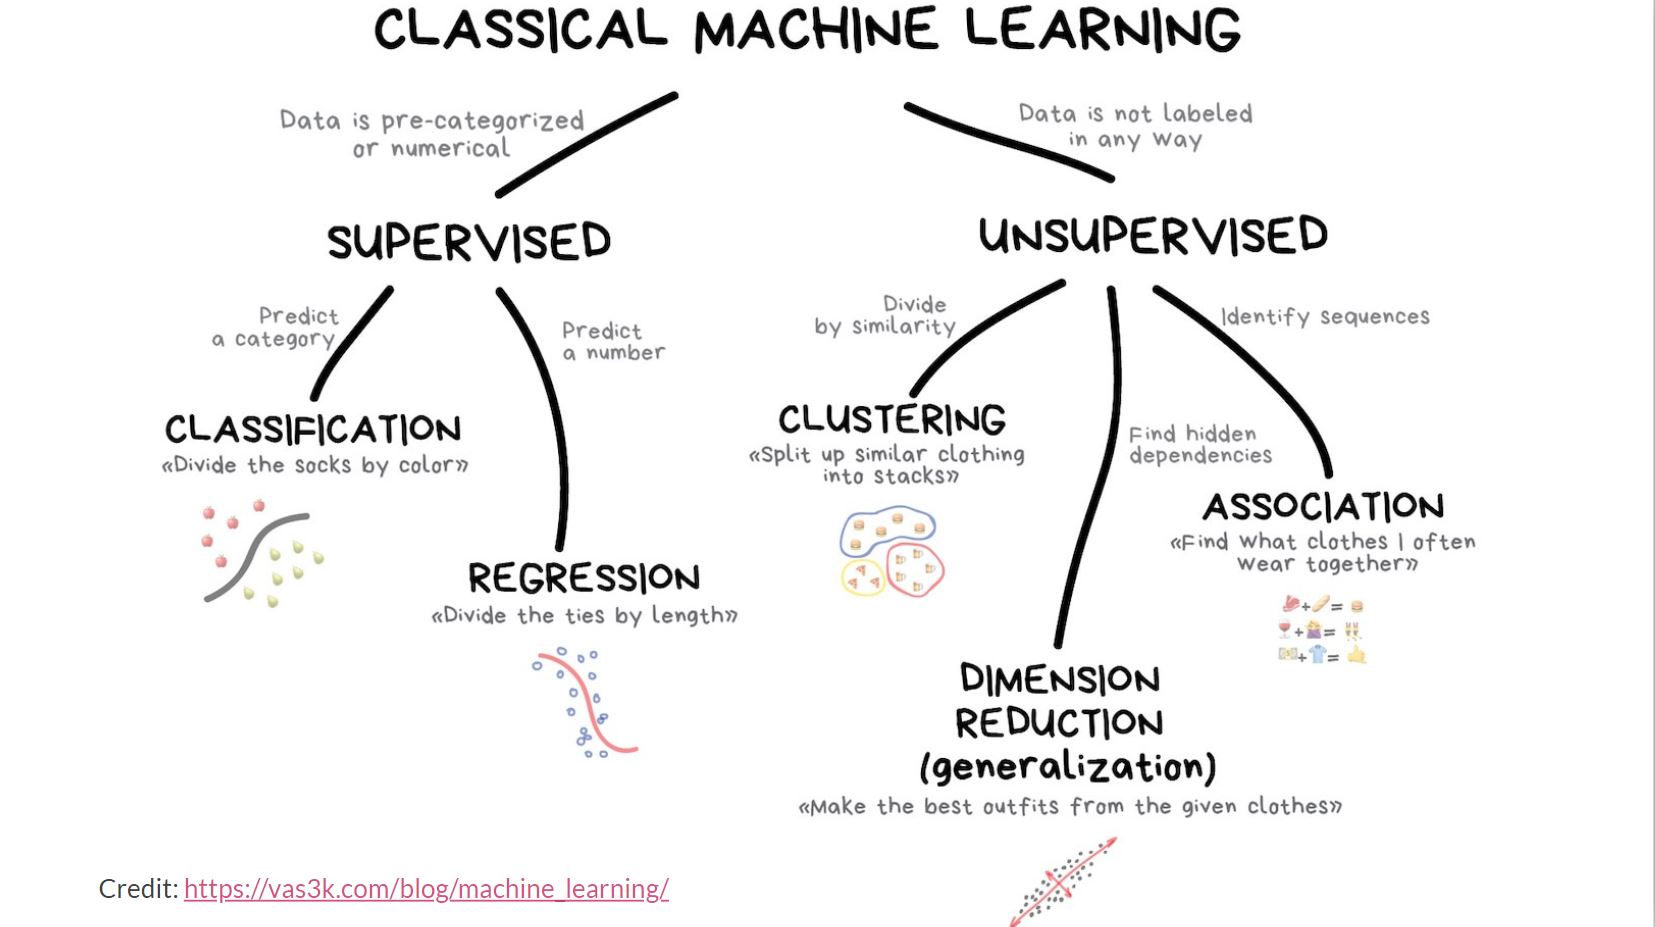 CLASSICAL MACHINE LEARNING
Data is pre-categorized
or numerical
Data is not labeled
in any way
SUPERVISED
UNSUPERVISED
Predict
a category
Predict
a number
Divide
by similarity
Identify sequences
CLASSIFICATION
«Divide the socks by color»
CLUSTERING
«Split up similar clothing
into stacks»
Find hidden
dependencies
ASSOCIATION
«Find what clothes I often
wear together»
REGRESSION
«Divide the ties by length»
+ =
+ =
+ =
DIMENSION
REDUCTION
(generalization)
«Make the best outfits from the given clothes»
Credit: https://vas3k.com/blog/machine_learning/